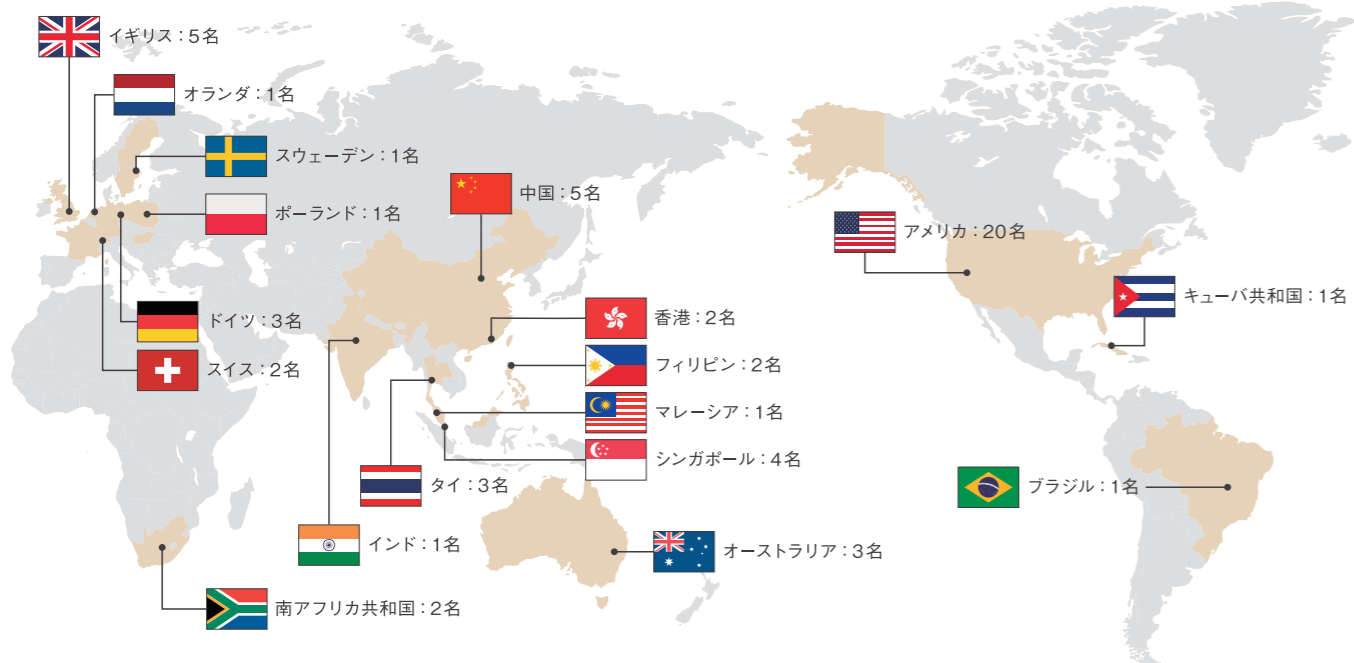 イギリス：5名
オランダ：1名
スウェーデン：1名
ポーランド：1名
中国：5名
アメリカ：20名
キューバ共和国：1名
ドイツ：3名
スイス：2名
香港：2名
フィリピン：2名
マレーシア：1名
シンガポール：4名
タイ：3名
ブラジル：1名
インド：1名
オーストラリア：3名
南アフリカ共和国：2名